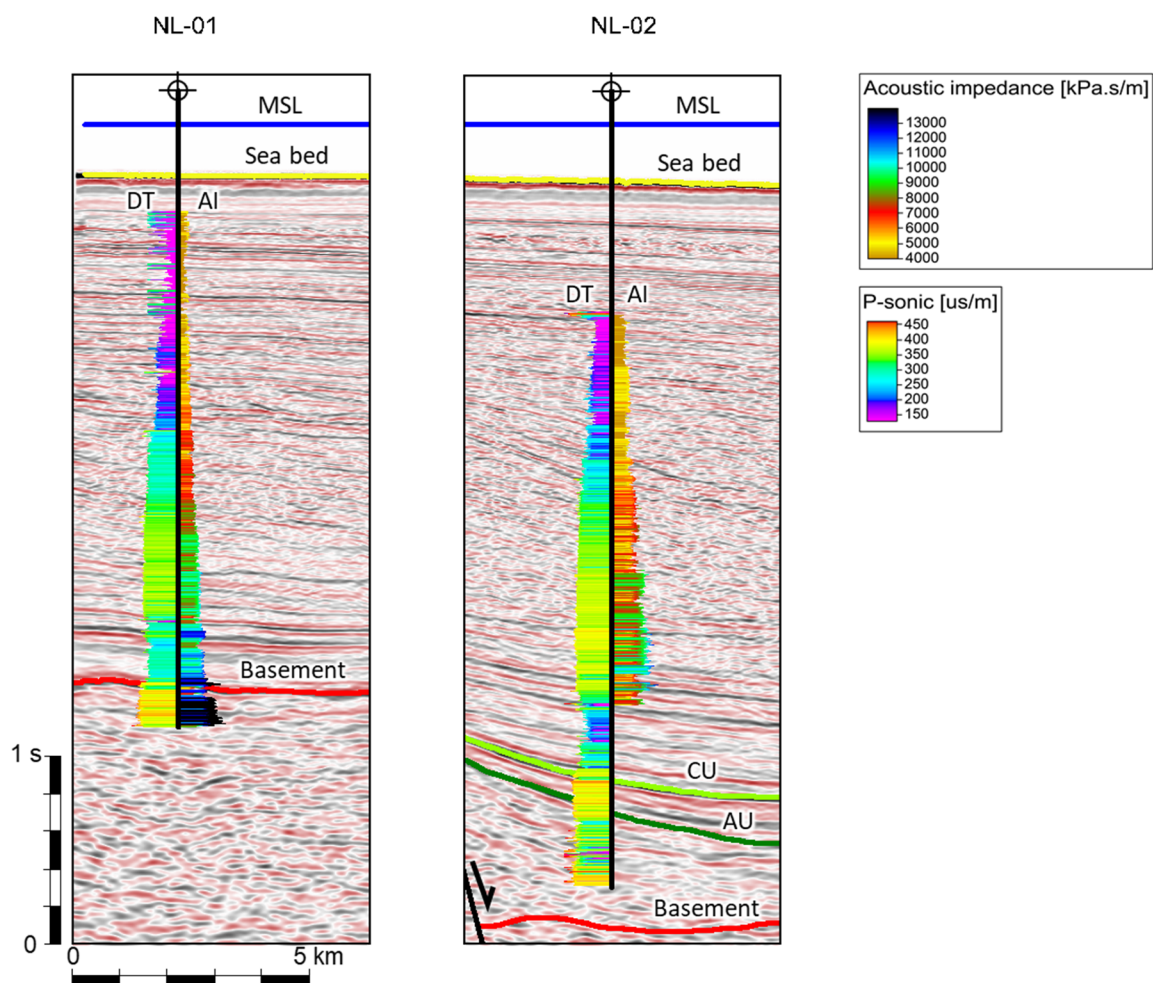 NL-01
NL-02
MSL
Sea bed
DT
AI
Basement
MSL
Sea bed
DT
AI
CU
AU
Basement
Acoustic impedance [kPa.s/m]
13000
12000
11000
10000
9000
8000
7000
6000
5000
4000
P-sonic [us/m]
450
400
350
300
250
200
150
1 s
0
0
5 km